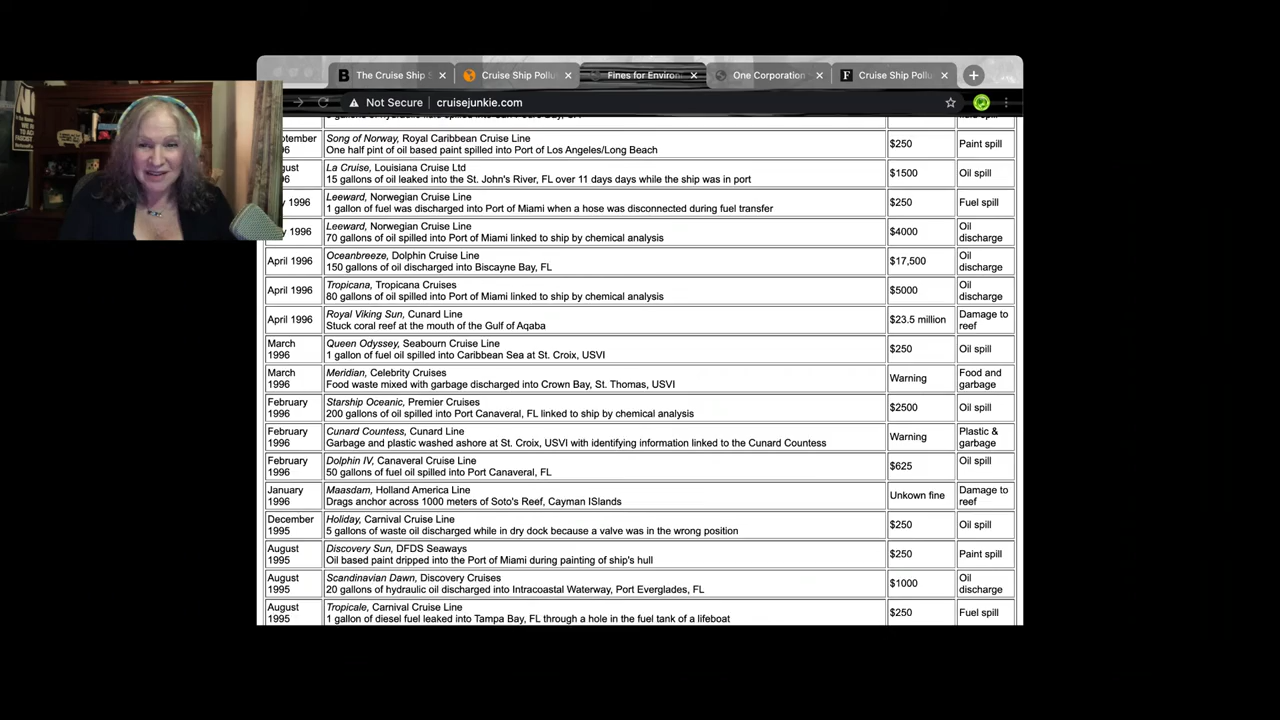 The Cruise Ship
Cruise Ship Pollu
Fines for Environ
One Corporation
Cruise Ship Pollu
Not Secure
cruisejunkie.com
Song of Norway, Royal Caribbean Cruise Line
One half pint of oil based paint spilled into Port of Los Angeles/Long Beach
$250
Paint spill
La Cruise, Louisiana Cruise Ltd
15 gallons of oil leaked into the St. John's River, FL over 11 days days while the ship was in port
$1500
Oil spill
1996
Leeward, Norwegian Cruise Line
1 gallon of fuel was discharged into Port of Miami when a hose was disconnected during fuel transfer
$250
Fuel spill
1996
Leeward, Norwegian Cruise Line
70 gallons of oil spilled into Port of Miami linked to ship by chemical analysis
$4000
Oil
discharge
April 1996
Oceanbreeze, Dolphin Cruise Line
150 gallons of oil discharged into Biscayne Bay, FL
$17,500
Oil
discharge
April 1996
Tropicana, Tropicana Cruises
80 gallons of oil spilled into Port of Miami linked to ship by chemical analysis
$5000
Oil
discharge
April 1996
Royal Viking Sun, Cunard Line
Stuck coral reef at the mouth of the Gulf of Aqaba
$23.5 million
Damage to
reef
March
1996
Queen Odyssey, Seabourn Cruise Line
1 gallon of fuel oil spilled into Caribbean Sea at St. Croix, USVI
$250
Oil spill
March
1996
Meridian, Celebrity Cruises
Food waste mixed with garbage discharged into Crown Bay, St. Thomas, USVI
Warning
Food and
garbage
February
1996
Starship Oceanic, Premier Cruises
200 gallons of oil spilled into Port Canaveral, FL linked to ship by chemical analysis
$2500
Oil spill
February
1996
Cunard Countess, Cunard Line
Garbage and plastic washed ashore at St. Croix, USVI with identifying information linked to the Cunard Countess
Warning
Plastic &
garbage
February
1996
Dolphin IV, Canaveral Cruise Line
50 gallons of fuel oil spilled into Port Canaveral, FL
$625
Oil spill
January
1996
Maasdam, Holland America Line
Drags anchor across 1000 meters of Soto's Reef, Cayman ISlands
Unkown fine
Damage to
reef
December
1995
Holiday, Carnival Cruise Line
5 gallons of waste oil discharged while in dry dock because a valve was in the wrong position
$250
Oil spill
August
1995
Discovery Sun, DFDS Seaways
Oil based paint dripped into the Port of Miami during painting of ship's hull
$250
Paint spill
August
1995
Scandinavian Dawn, Discovery Cruises
20 gallons of hydraulic oil discharged into Intracoastal Waterway, Port Everglades, FL
$1000
Oil
discharge
August
1995
Tropicale, Carnival Cruise Line
1 gallon of diesel fuel leaked into Tampa Bay, FL through a hole in the fuel tank of a lifeboat
$250
Fuel spill